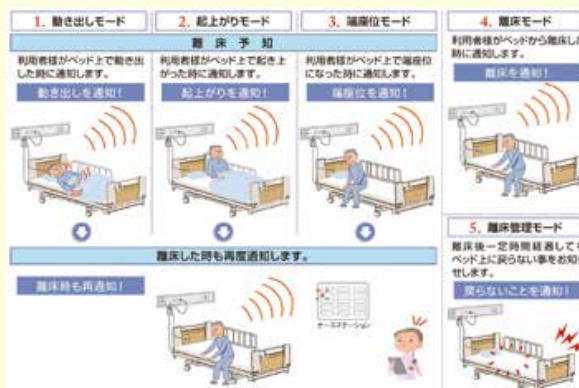 1. 動き出しモード
2. 起上がりモード
3. 端座位モード
離床予知
利用者様がベッド上で動き出
した時に通知します。
動き出しを通知！
利用者様がベッド上で起き上
がった時に通知します。
起上がりを通知！
利用者様がベッド上で端座位
になった時に通知します。
端座位を通知！
離床した時も再度通知します。
離床時も再通知！
ナースステーション
4. 離床モード
利用者様がベッドから離床した
時に通知します。
離床を通知！
5. 離床管理モード
離床後一定時間経過しても
ベッド上に戻らない事をお知ら
せします。
戻らないことを通知！